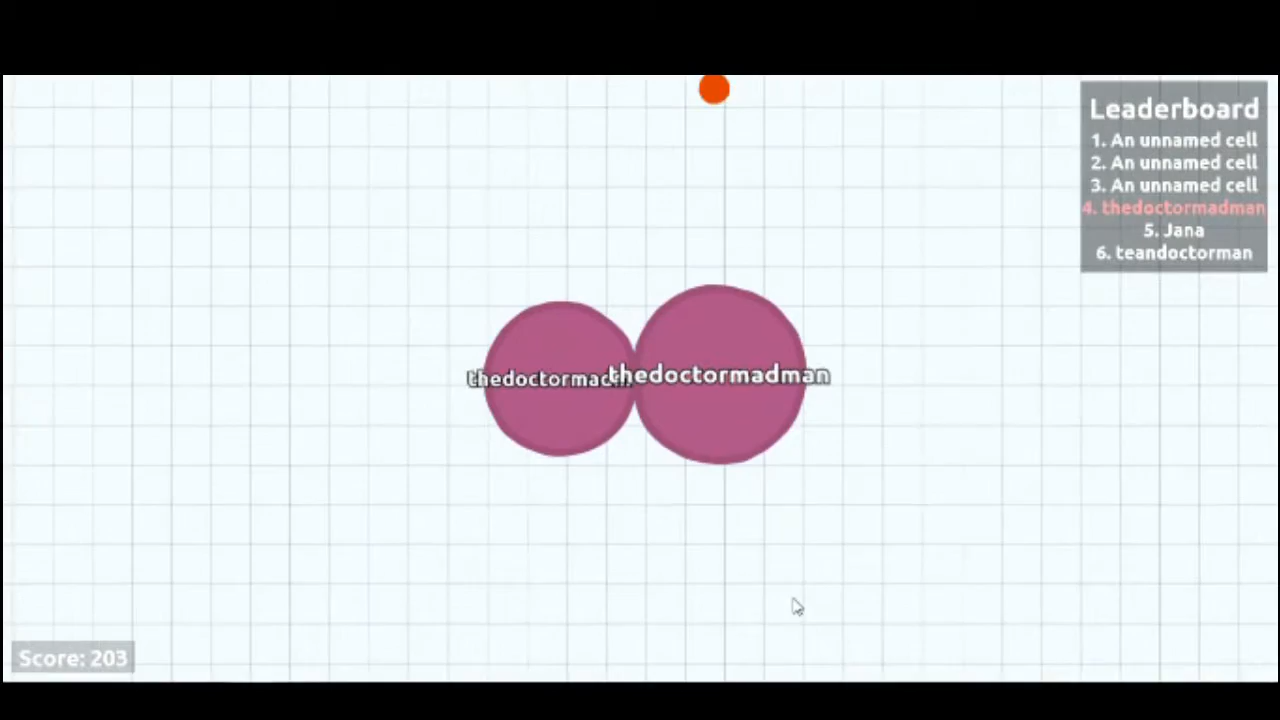 Leaderboard
1. An unnamed cell
2. An unnamed cell
3. An unnamed cell
4. thedoctormadman
5. Jana
6. teandoctorman
thedoctormadman
Score: 203